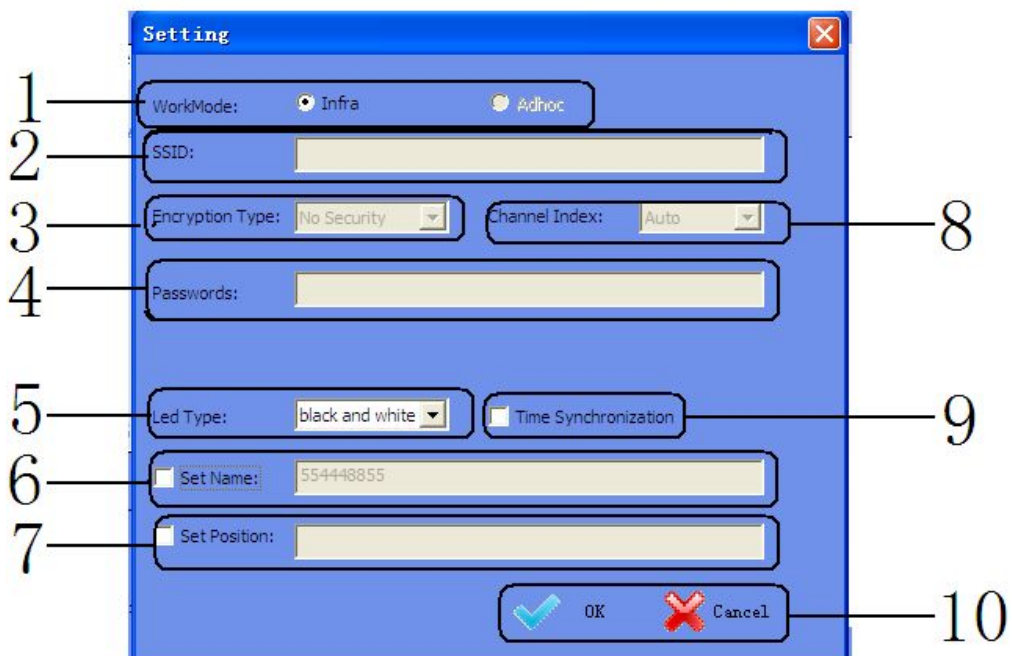 Setting
1 WorkMode: Infra Adhoc
2 SSID:
3 Encryption Type: No Security Channel Index: Auto 8
4 Passwords:
5 Led Type: black and white Time Synchronization 9
6 Set Name: 554448855
7 Set Position:
OK Cancel 10